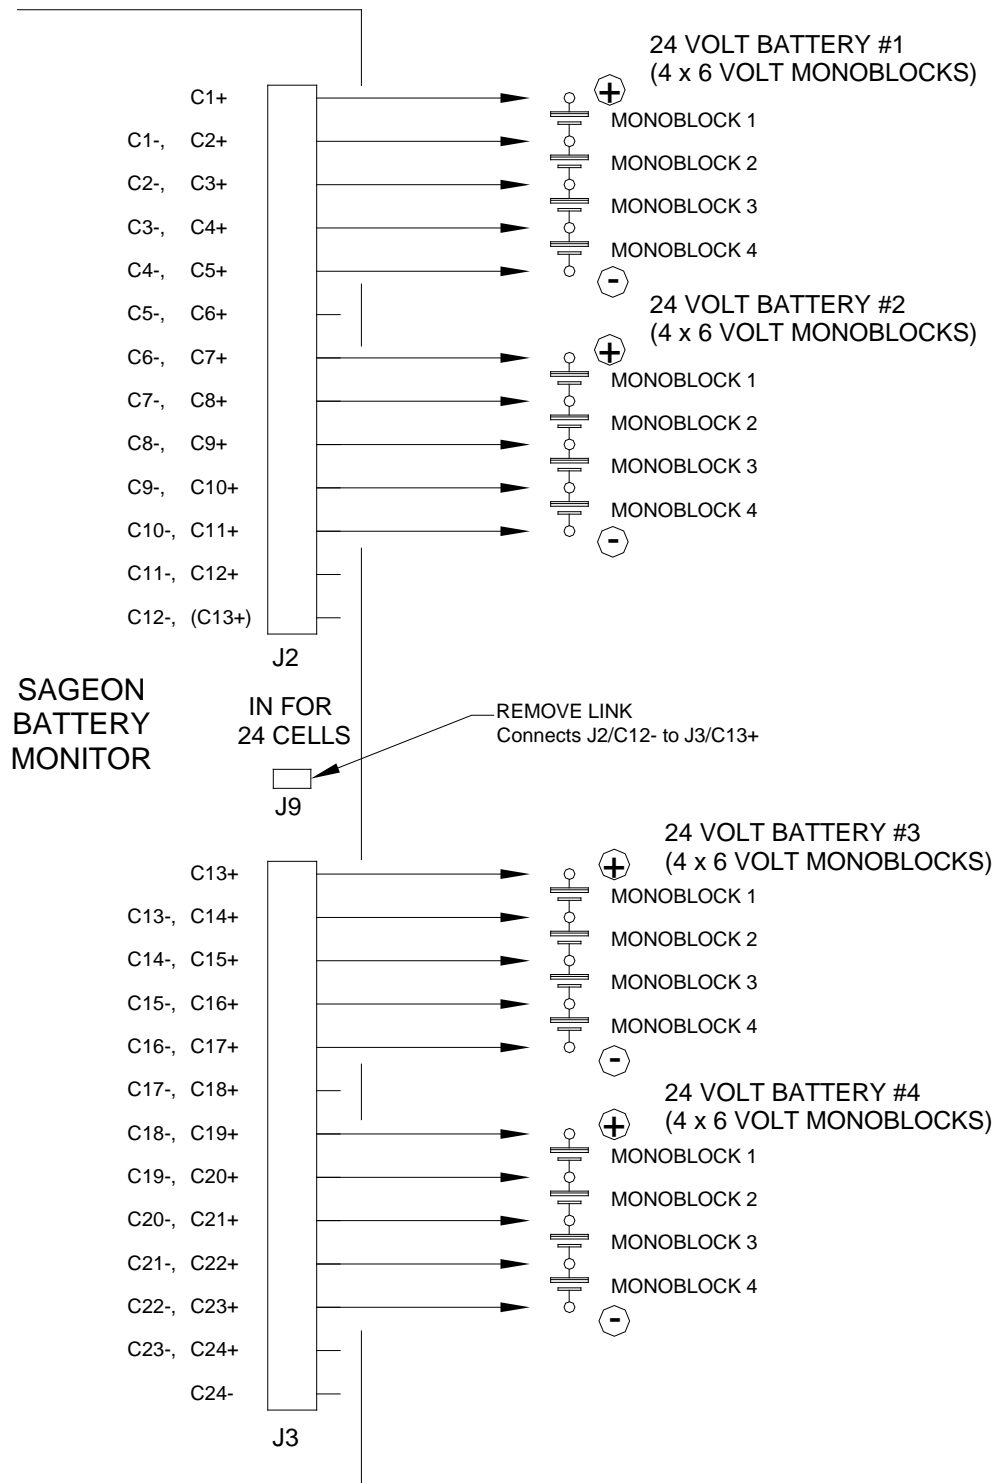 24 VOLT BATTERY #1
(4 x 6 VOLT MONOBLOCKS)
C1+
+
MONOBLOCK 1
C1-, C2+
MONOBLOCK 2
C2-, C3+
MONOBLOCK 3
C3-, C4+
MONOBLOCK 4
C4-, C5+
-
24 VOLT BATTERY #2
(4 x 6 VOLT MONOBLOCKS)
C5-, C6+
C6-, C7+
+
MONOBLOCK 1
C7-, C8+
MONOBLOCK 2
C8-, C9+
MONOBLOCK 3
C9-, C10+
MONOBLOCK 4
C10-, C11+
-
C11-, C12+
C12-, (C13+)
J2
SAGEON
BATTERY
MONITOR
IN FOR
24 CELLS
REMOVE LINK
Connects J2/C12- to J3/C13+
J9
24 VOLT BATTERY #3
(4 x 6 VOLT MONOBLOCKS)
C13+
+
MONOBLOCK 1
C13-, C14+
MONOBLOCK 2
C14-, C15+
MONOBLOCK 3
C15-, C16+
MONOBLOCK 4
C16-, C17+
-
24 VOLT BATTERY #4
(4 x 6 VOLT MONOBLOCKS)
C17-, C18+
C18-, C19+
+
MONOBLOCK 1
C19-, C20+
MONOBLOCK 2
C20-, C21+
MONOBLOCK 3
C21-, C22+
MONOBLOCK 4
C22-, C23+
-
C23-, C24+
C24-
J3